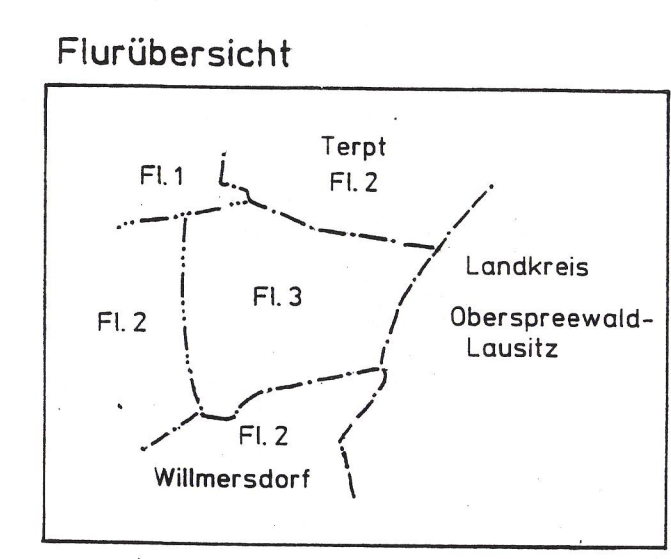 Flurübersicht
Terpt
Fl. 1
Fl. 2
Landkreis
Fl. 3
Oberspreewald-
Lausitz
Fl. 2
Fl. 2
Willmersdorf